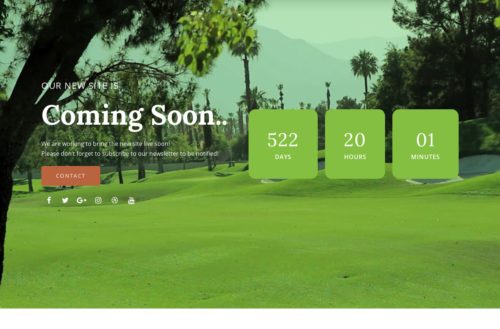 OUR NEW SITE IS
Coming Soon..
We are working to bring the new site live soon!
Please don't forget to subscribe to our newsletter to be notified!
CONTACT
522
DAYS
20
HOURS
01
MINUTES